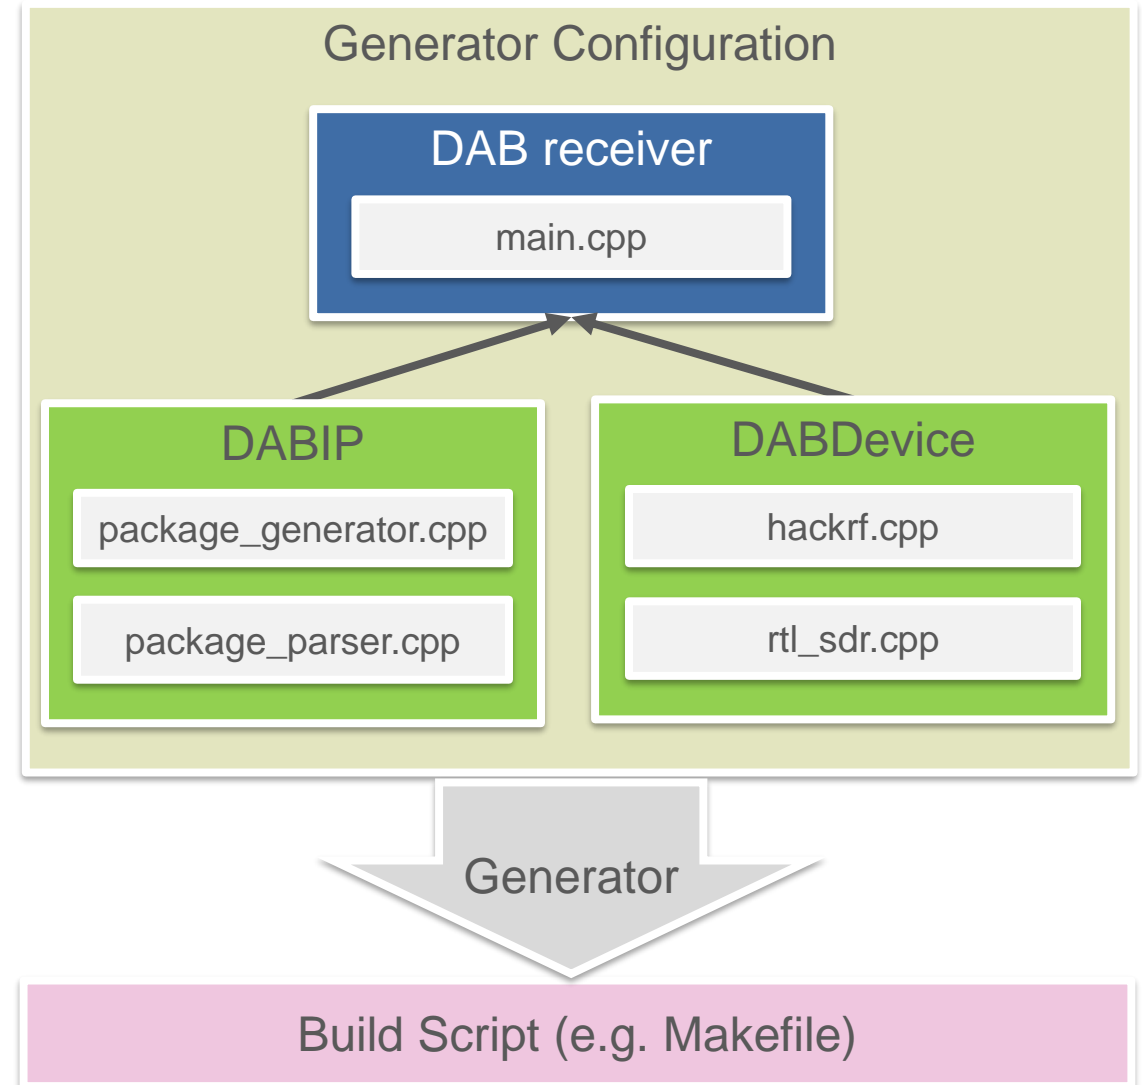 Generator Configuration
DAB receiver
main.cpp
DABIP
package_generator.cpp
package_parser.cpp
DABDevice
hackrf.cpp
rtl_sdr.cpp
Generator
Build Script (e.g. Makefile)